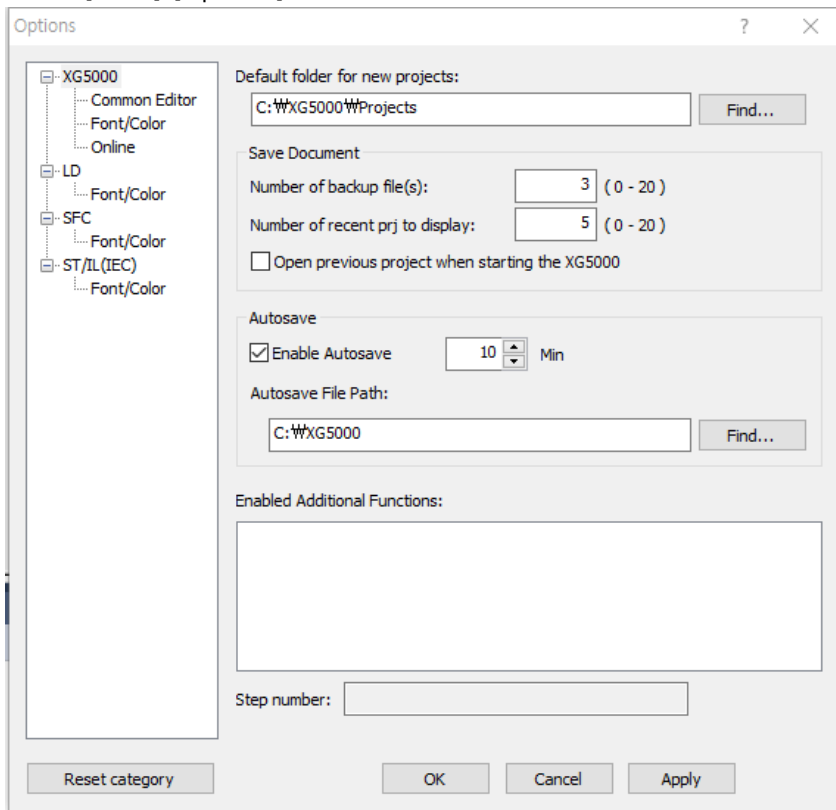 Options
?
XG5000
Common Editor
Font/Color
Online
LD
Font/Color
SFC
Font/Color
ST/IL(IEC)
Font/Color
Default folder for new projects:
C:₩XG5000₩Projects
Find...
Save Document
Number of backup file(s): 3 ( 0 - 20 )
Number of recent prj to display: 5 ( 0 - 20 )
Open previous project when starting the XG5000
Autosave
Enable Autosave 10 Min
Autosave File Path:
C:₩XG5000
Find...
Enabled Additional Functions:
Step number:
Reset category OK Cancel Apply